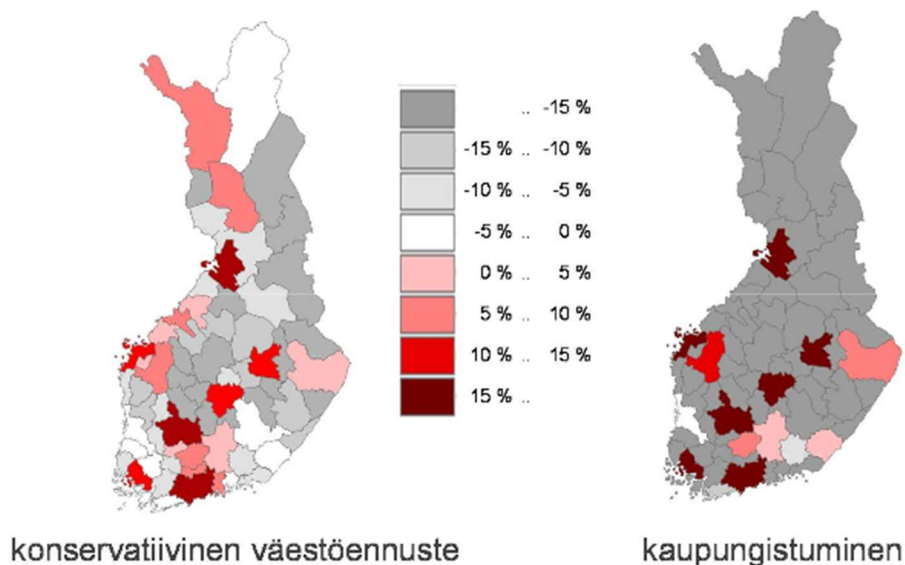 .. -15 %
-15 % .. -10 %
-10 % .. -5 %
-5 % .. 0 %
0 % .. 5 %
5 % .. 10 %
10 % .. 15 %
15 % ..
konservatiivinen väestöennuste
kaupungistuminen